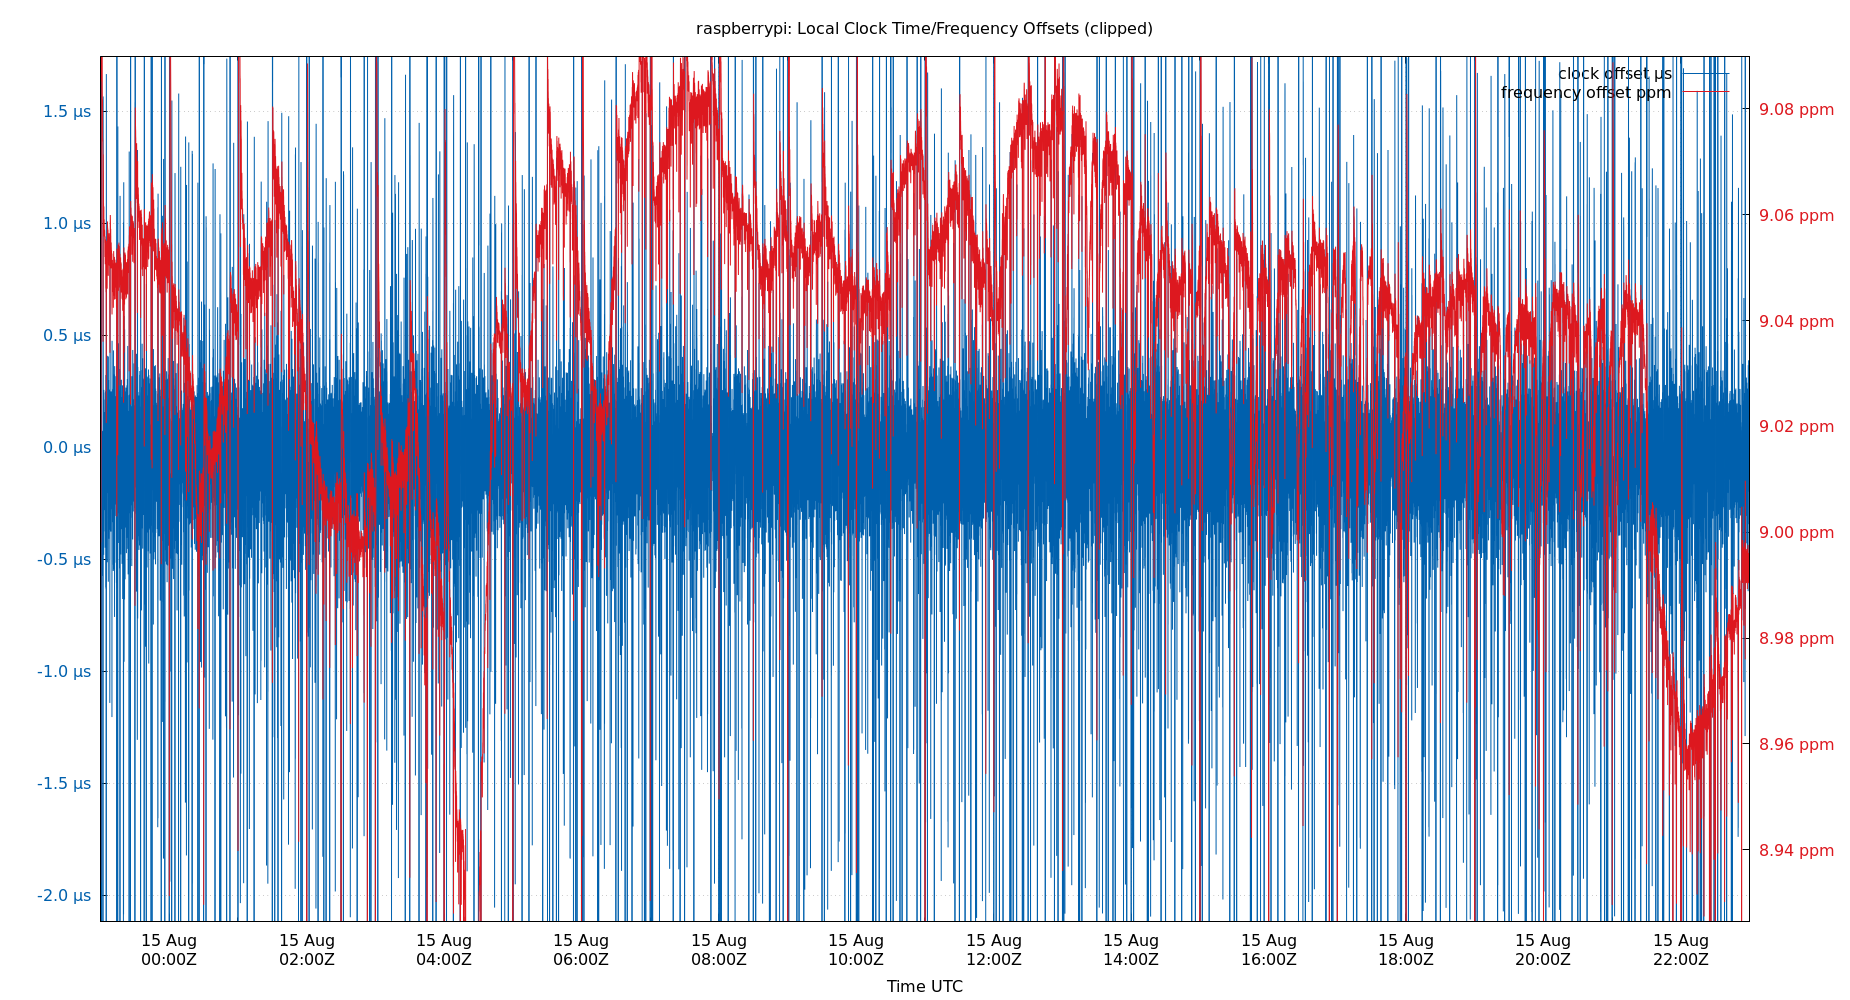 raspberrypi: Local Clock Time/Frequency Offsets (clipped)
clock offset µs
frequency offset ppm
1.5 µs
1.0 µs
0.5 µs
0.0 µs
-0.5 µs
-1.0 µs
-1.5 µs
-2.0 µs
9.08 ppm
9.06 ppm
9.04 ppm
9.02 ppm
9.00 ppm
8.98 ppm
8.96 ppm
8.94 ppm
15 Aug 15 Aug 15 Aug 15 Aug 15 Aug 15 Aug 15 Aug 15 Aug 15 Aug 15 Aug 15 Aug 15 Aug
00:00Z 02:00Z 04:00Z 06:00Z 08:00Z 10:00Z 12:00Z 14:00Z 16:00Z 18:00Z 20:00Z 22:00Z
Time UTC